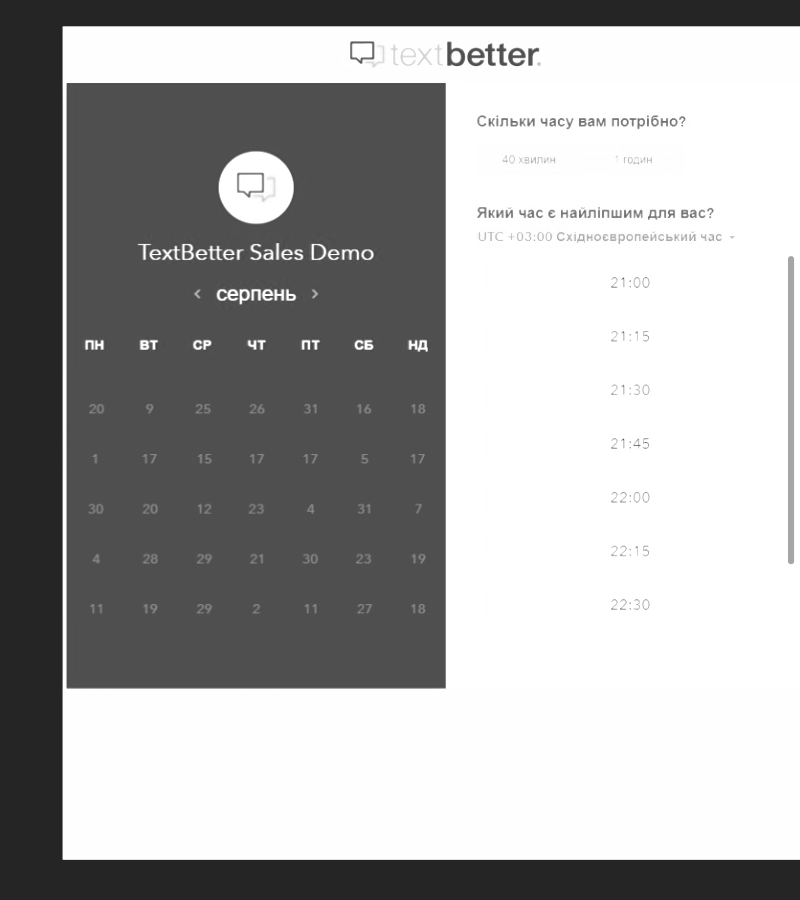 textbetter.
TextBetter Sales Demo
< серпень >
ПН ВТ СР ЧТ ПТ СБ НД
20 9 25 26 31 16 18
1 17 15 17 17 5 17
30 20 12 23 4 31 7
4 28 29 21 30 23 19
11 19 29 2 11 27 18
Скільки часу вам потрібно?
40 хвилин 1 годин
Який час є найліпшим для вас?
UTC +03:00 Східноєвропейський час
21:00
21:15
21:30
21:45
22:00
22:15
22:30